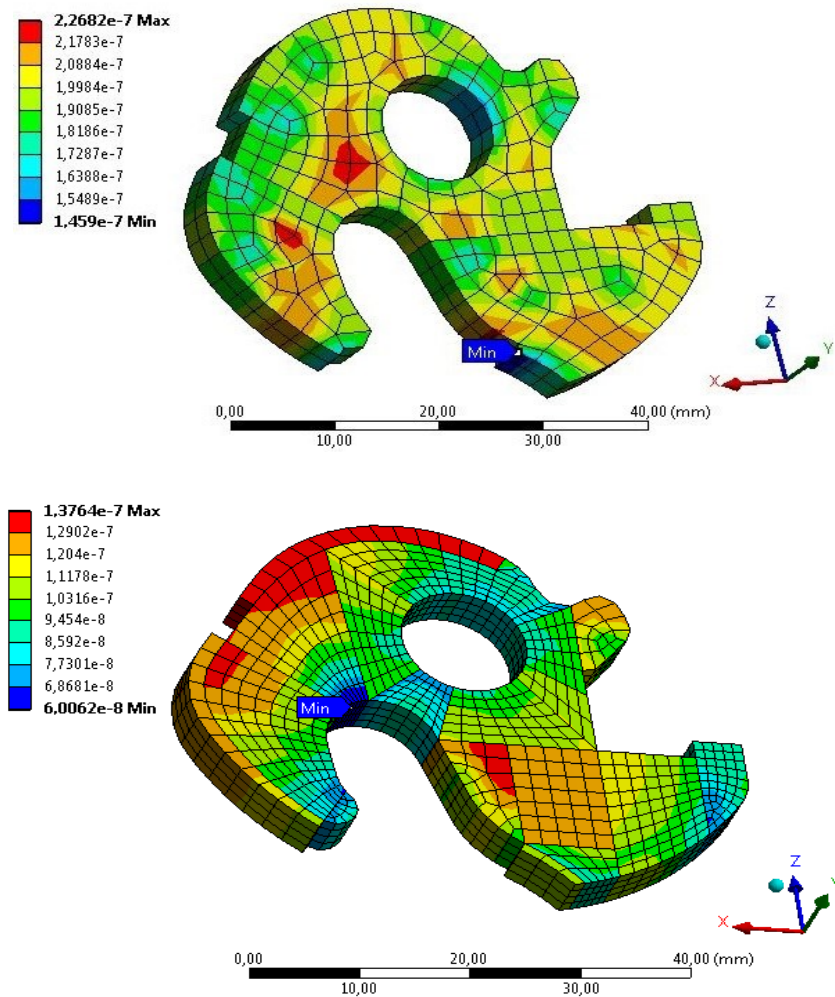 2,2682e-7 Max
2,1783e-7
2,0884e-7
1,9984e-7
1,9085e-7
1,8186e-7
1,7287e-7
1,6388e-7
1,5489e-7
1,459e-7 Min
Min
Z
Y
X
0,00 20,00 40,00 (mm)
10,00 30,00
1,3764e-7 Max
1,2902e-7
1,204e-7
1,1178e-7
1,0316e-7
9,454e-8
8,592e-8
7,7301e-8
6,8681e-8
6,0062e-8 Min
Min
Z
Y
X
0,00 20,00 40,00 (mm)
10,00 30,00